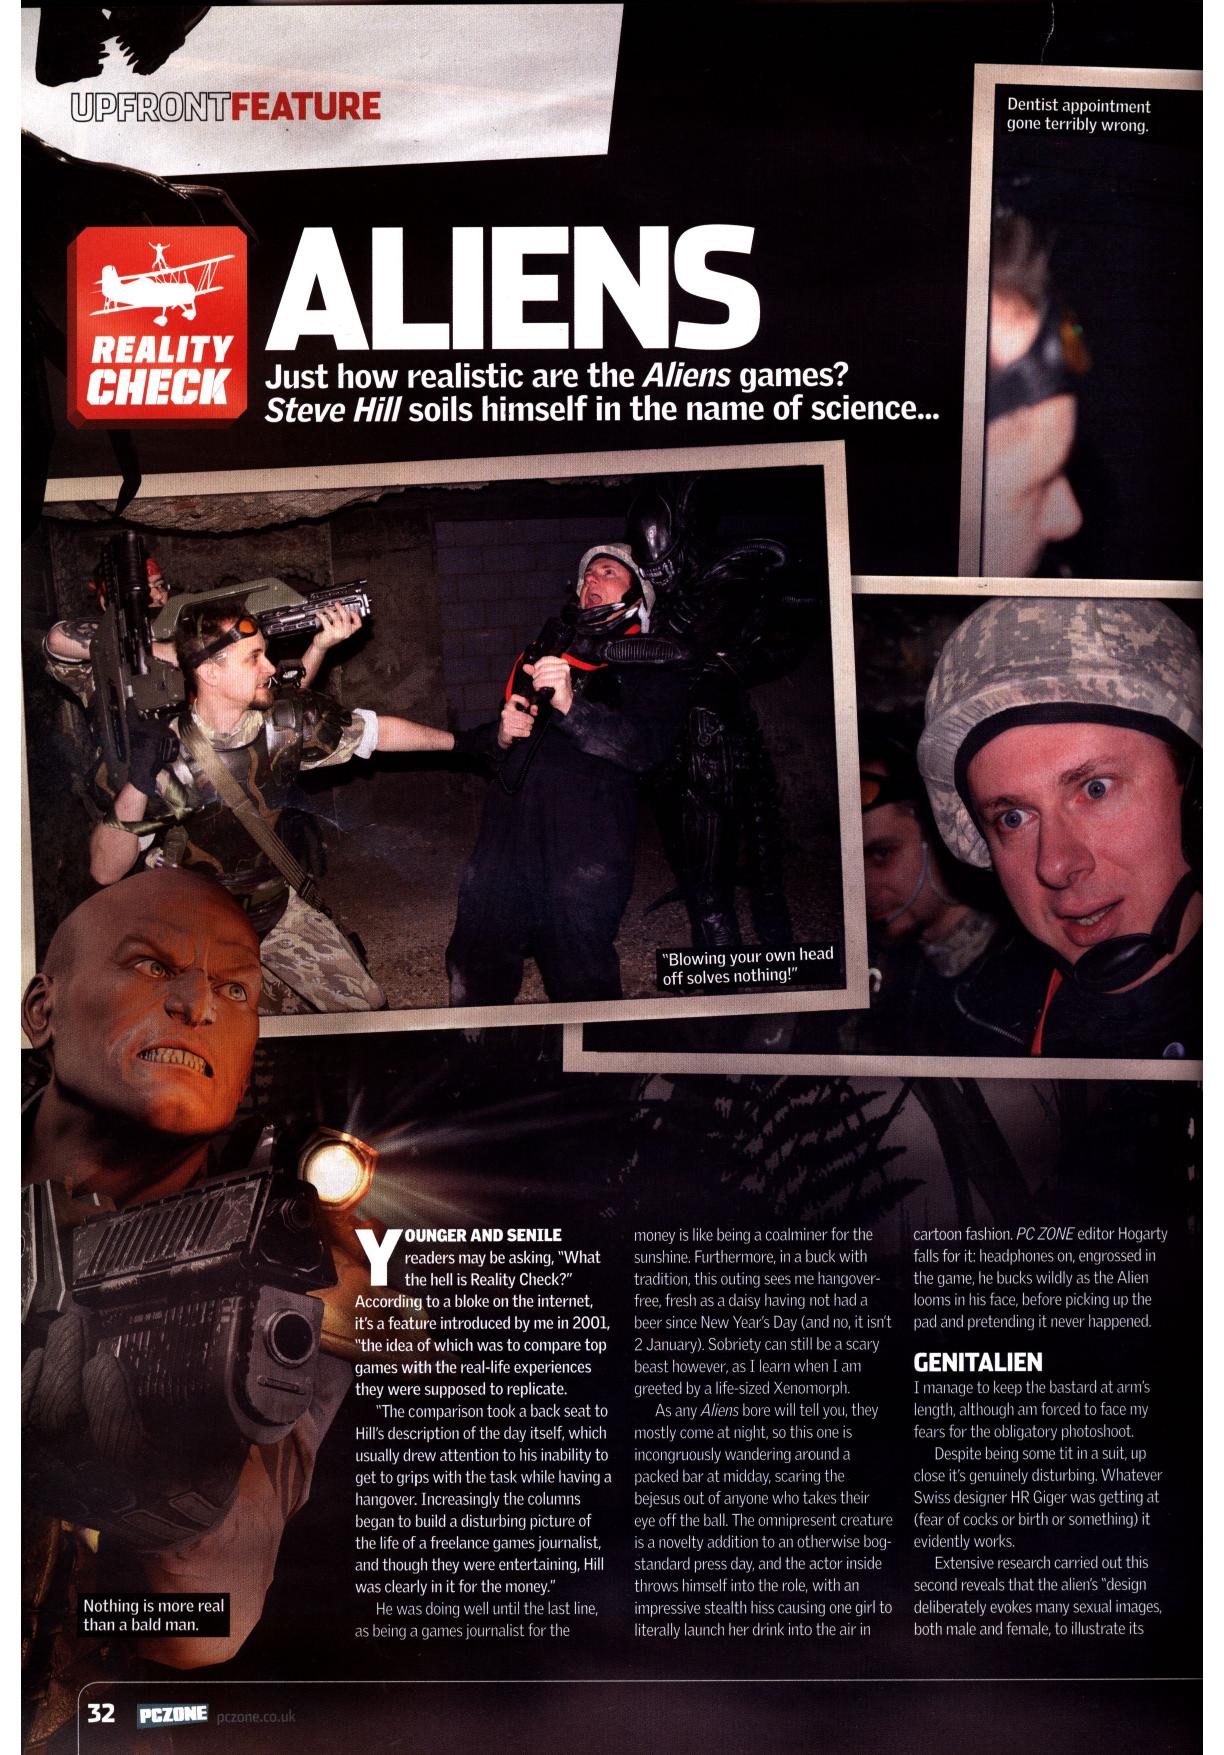 UPFRONTFEATURE
Dentist appointment
gone terribly wrong.
REALITY
CHECK
ALIENS
Just how realistic are the Aliens games?
Steve Hill soils himself in the name of science...
"Blowing your own head
off solves nothing!"
Nothing is more real
than a bald man.
YOUNGER AND SENILE
readers may be asking, "What
the hell is Reality Check?"
According to a bloke on the internet,
it's a feature introduced by me in 2001,
"the idea of which was to compare top
games with the real-life experiences
they were supposed to replicate.
"The comparison took a back seat to
Hill's description of the day itself, which
usually drew attention to his inability to
get to grips with the task while having a
hangover. Increasingly the columns
began to build a disturbing picture of
the life of a freelance games journalist,
and though they were entertaining, Hill
was clearly in it for the money."
He was doing well until the last line,
as being a games journalist for the
money is like being a coalminer for the
sunshine. Furthermore, in a buck with
tradition, this outing sees me hangover-
free, fresh as a daisy having not had a
beer since New Year's Day (and no, it isn't
2 January). Sobriety can still be a scary
beast however, as I learn when I am
greeted by a life-sized Xenomorph.
As any Aliens bore will tell you, they
mostly come at night, so this one is
incongruously wandering around a
packed bar at midday, scaring the
bejesus out of anyone who takes their
eye off the ball. The omnipresent creature
is a novelty addition to an otherwise bog-
standard press day, and the actor inside
throws himself into the role, with an
impressive stealth hiss causing one girl to
literally launch her drink into the air in
cartoon fashion. PC ZONE editor Hogarty
falls for it: headphones on, engrossed in
the game, he bucks wildly as the Alien
looms in his face, before picking up the
pad and pretending it never happened.
GENITALIEN
I manage to keep the bastard at arm's
length, although am forced to face my
fears for the obligatory photoshoot.
Despite being some tit in a suit, up
close it's genuinely disturbing. Whatever
Swiss designer HR Giger was getting at
(fear of cocks or birth or something) it
evidently works.
Extensive research carried out this
second reveals that the alien's "design
deliberately evokes many sexual images,
both male and female, to illustrate its
32
PCZONE
pczone.co.uk